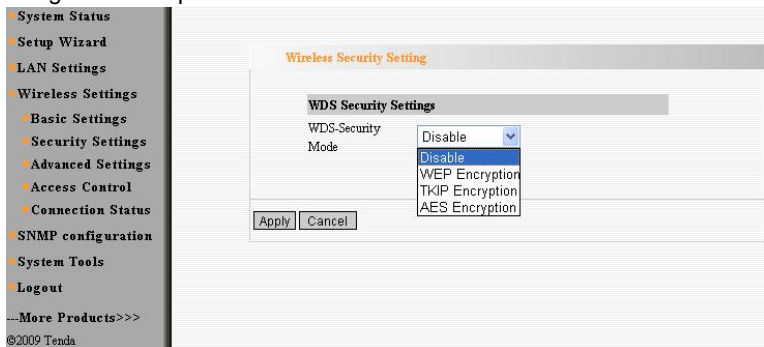 System Status
Setup Wizard
LAN Settings
Wireless Settings
Basic Settings
Security Settings
Advanced Settings
Access Control
Connection Status
SNMP configuration
System Tools
Logout
---More Products>>>
©2009 Tenda
Wireless Security Setting
WDS Security Settings
WDS-Security
Mode
Disable
Disable
WEP Encryption
TKIP Encryption
AES Encryption
Apply Cancel